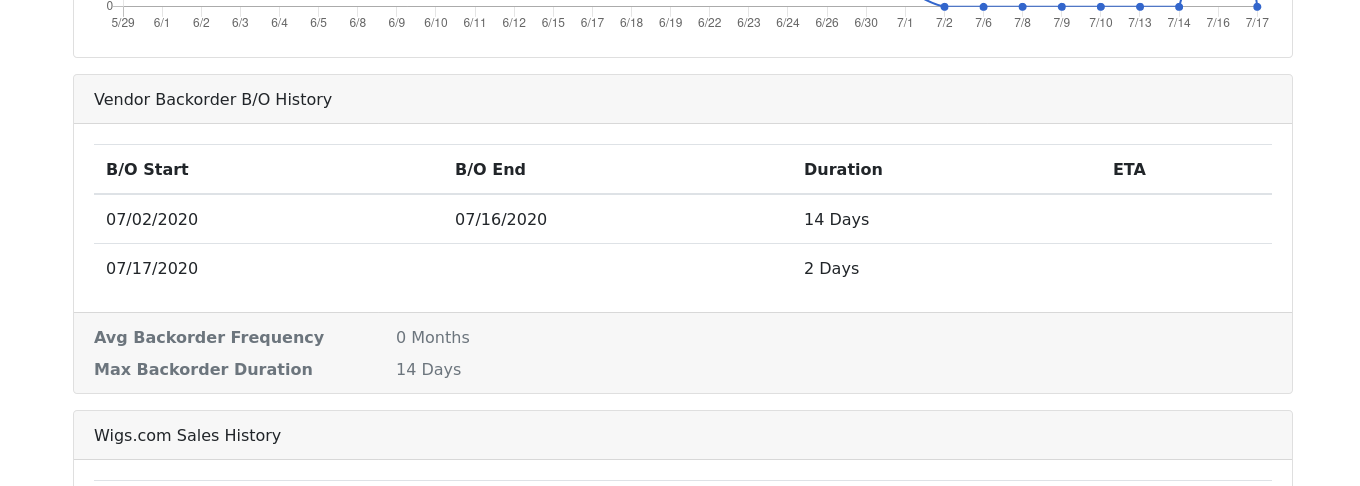 0
5/29 6/1 6/2 6/3 6/4 6/5 6/8 6/9 6/10 6/11 6/12 6/15 6/17 6/18 6/19 6/22 6/23 6/24 6/26 6/30 7/1 7/2 7/6 7/8 7/9 7/10 7/13 7/14 7/16 7/17
Vendor Backorder B/O History
B/O Start B/O End Duration ETA
07/02/2020 07/16/2020 14 Days
07/17/2020 2 Days
Avg Backorder Frequency 0 Months
Max Backorder Duration 14 Days
Wigs.com Sales History